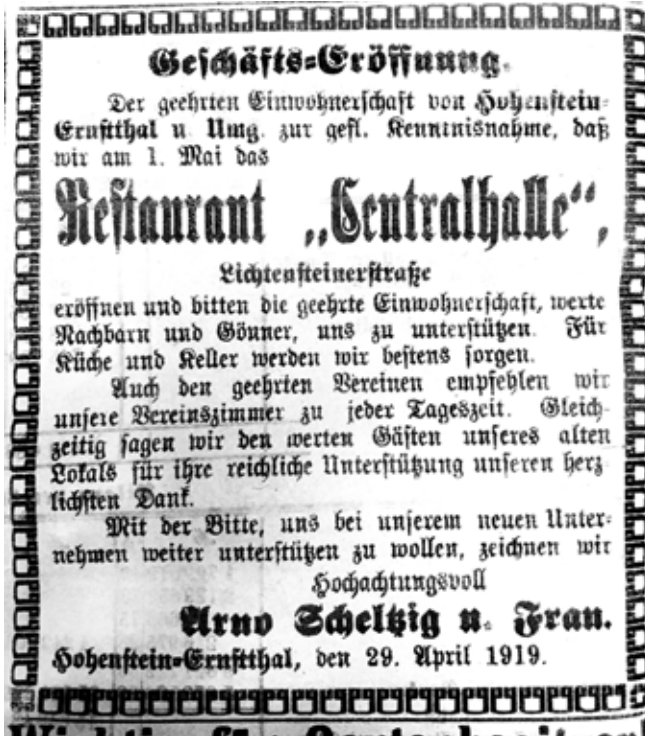 Geschäfts-Eröffnung.
Der geehrten Einwohnerschaft von Hohenstein-
Ernstthal u. Umg. zur gefl. Kenntnisnahme, daß
wir am 1. Mai das
Restaurant „Centralhalle“,
Lichtensteinerstraße
eröffnen und bitten die geehrte Einwohnerschaft, werte
Nachbarn und Gönner, uns zu unterstützen. Für
Küche und Keller werden wir bestens sorgen.
Auch den geehrten Vereinen empfehlen wir
unsere Vereinszimmer zu jeder Tageszeit. Gleich-
zeitig sagen wir den werten Gästen unseres alten
Lokals für ihre reichliche Unterstützung unseren herz
lichsten Dank.
Mit der Bitte, uns bei unserem neuen Unter-
nehmen weiter unterstützen zu wollen, zeichnen wir
Hochachtungsvoll
Arno Scheltzig u. Frau.
Hohenstein-Ernstthal, den 29. April 1919.